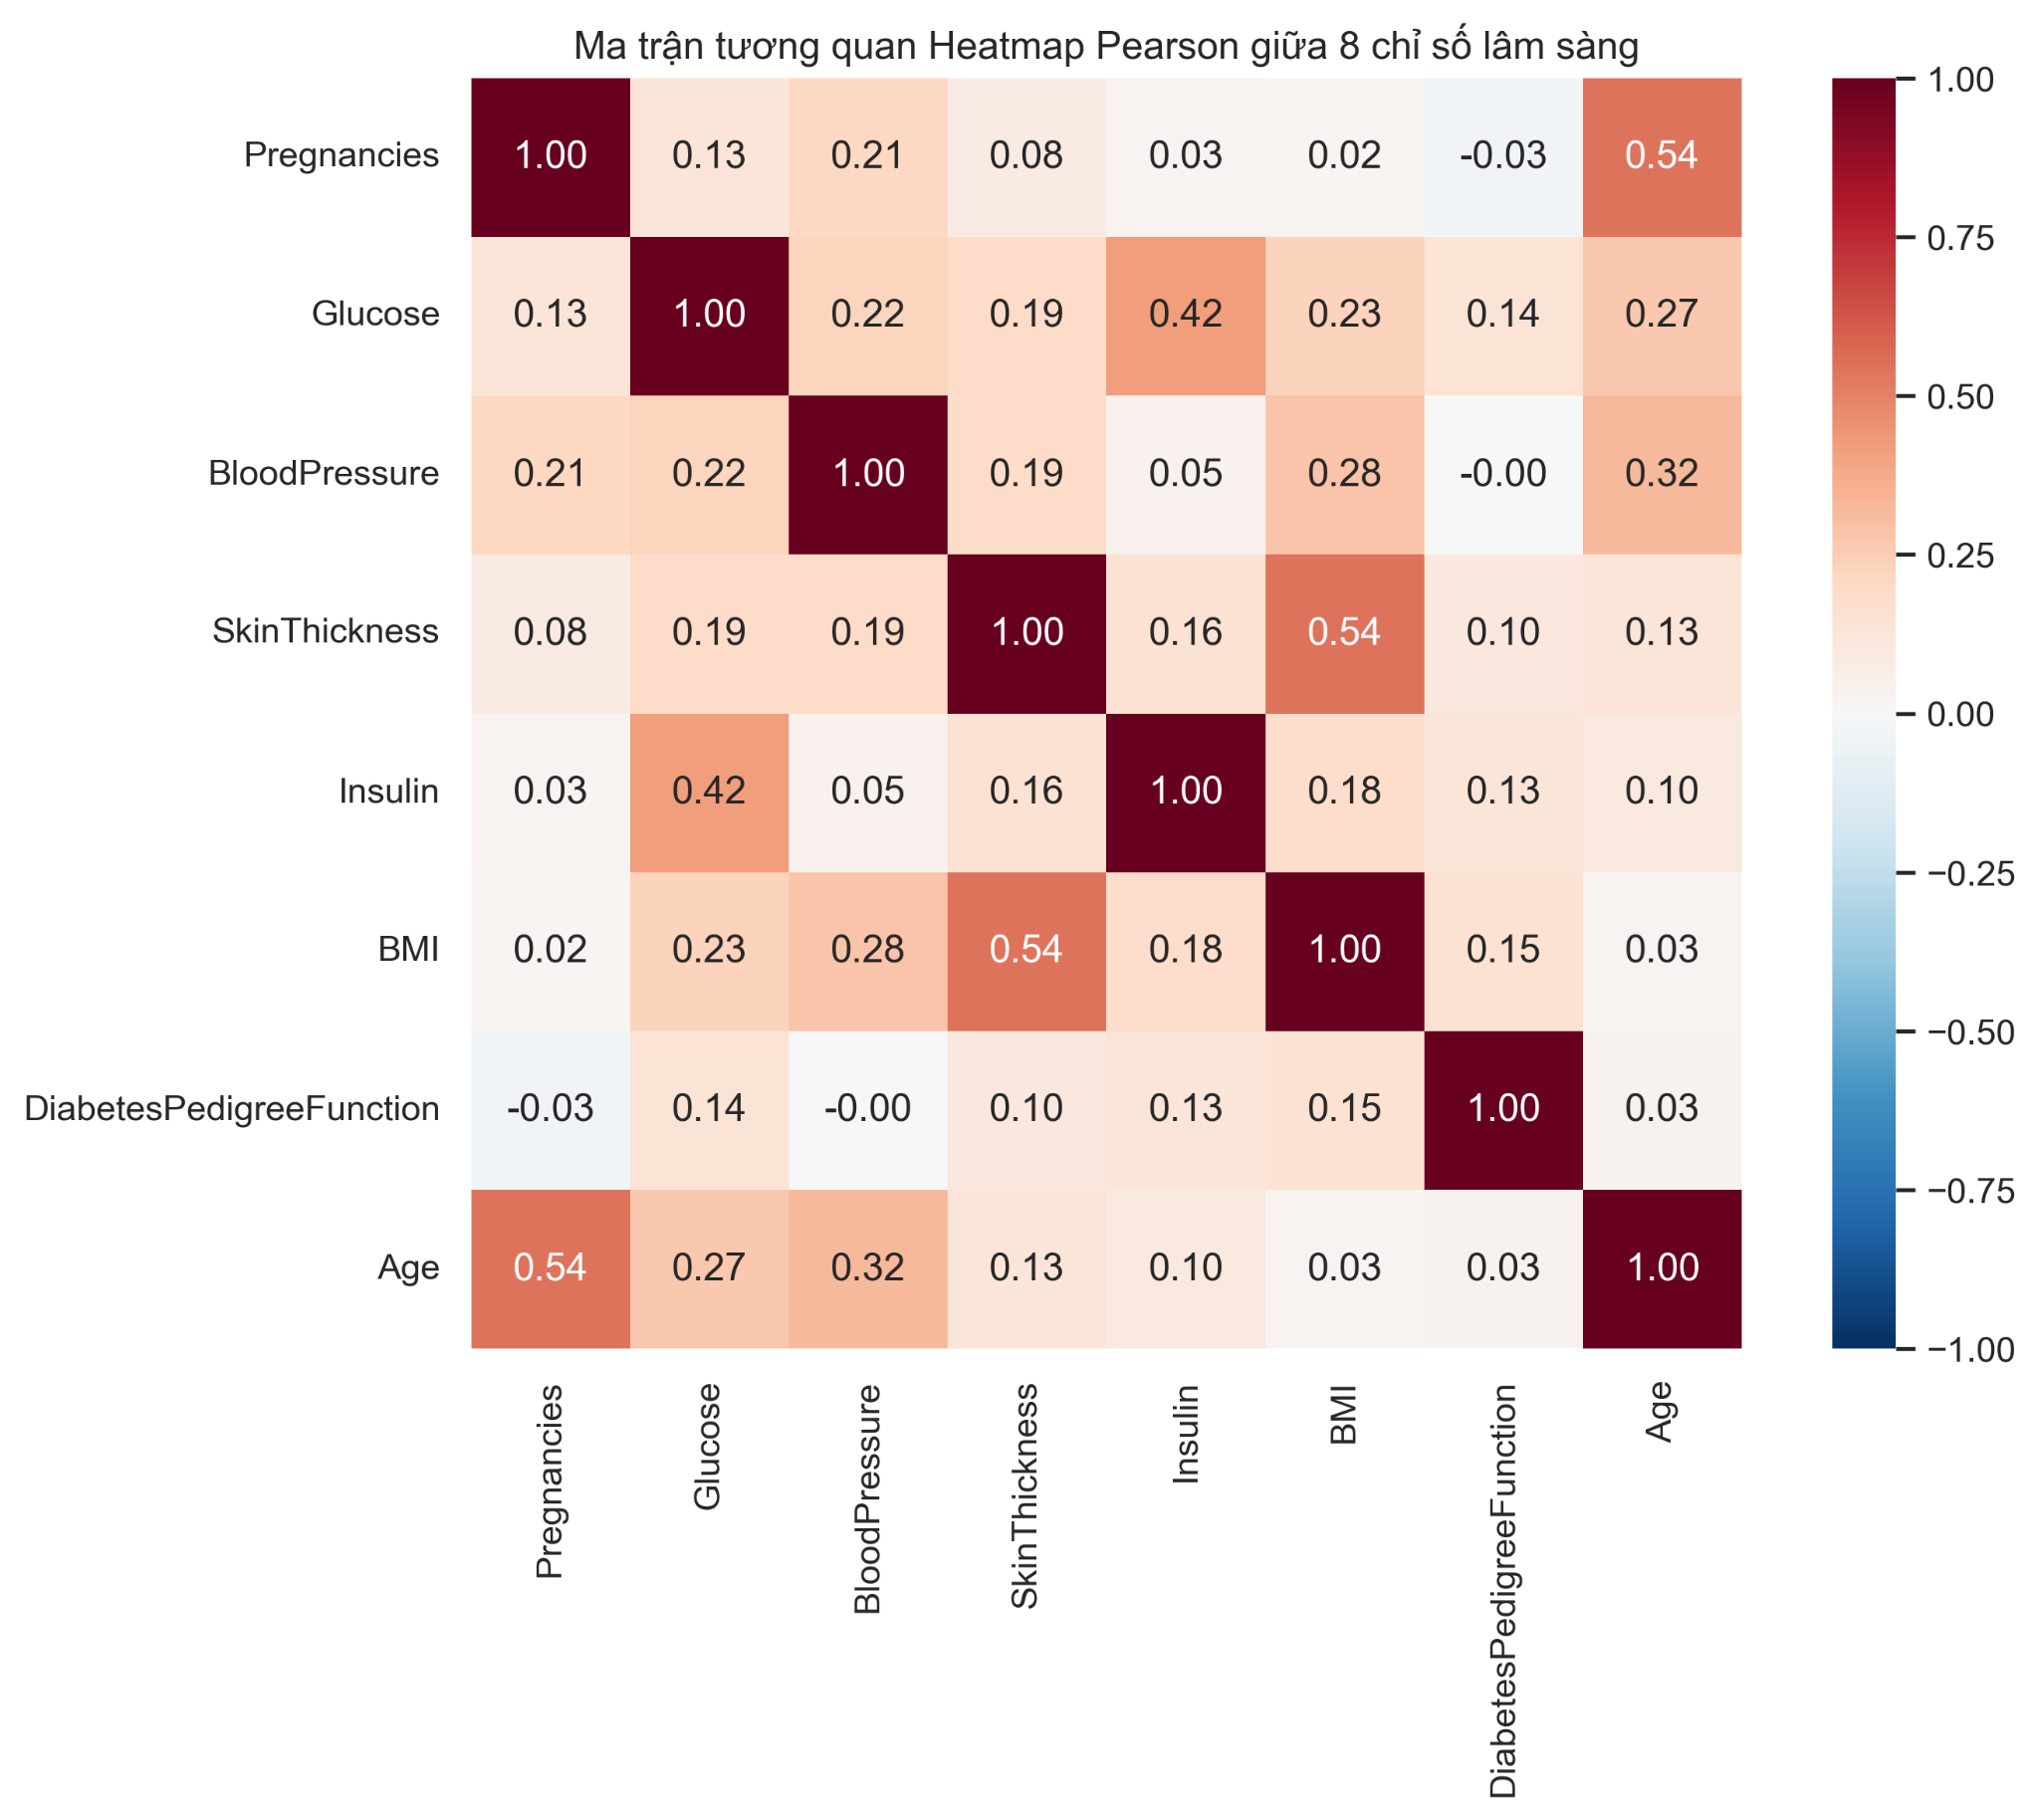 Ma trận tương quan Heatmap Pearson giữa 8 chỉ số lâm sàng
Pregnancies 1.00 0.13 0.21 0.08 0.03 0.02 -0.03 0.54
Glucose 0.13 1.00 0.22 0.19 0.42 0.23 0.14 0.27
BloodPressure 0.21 0.22 1.00 0.19 0.05 0.28 -0.00 0.32
SkinThickness 0.08 0.19 0.19 1.00 0.16 0.54 0.10 0.13
Insulin 0.03 0.42 0.05 0.16 1.00 0.18 0.13 0.10
BMI 0.02 0.23 0.28 0.54 0.18 1.00 0.15 0.03
DiabetesPedigreeFunction -0.03 0.14 -0.00 0.10 0.13 0.15 1.00 0.03
Age 0.54 0.27 0.32 0.13 0.10 0.03 0.03 1.00
Pregnancies
Glucose
BloodPressure
SkinThickness
Insulin
BMI
DiabetesPedigreeFunction
Age
1.00
0.75
0.50
0.25
0.00
−0.25
−0.50
−0.75
−1.00